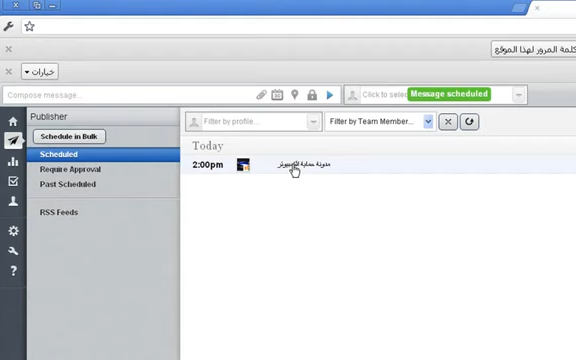 كلمة المرور لهذا الموقع
خيارات
Compose message...
Click to selec
Message scheduled
Publisher
Schedule in Bulk
Filter by profile...
Filter by Team Member...
Scheduled
Today
Require Approval
2:00pm
مدونة حماية الكمبيوتر
Past Scheduled
RSS Feeds